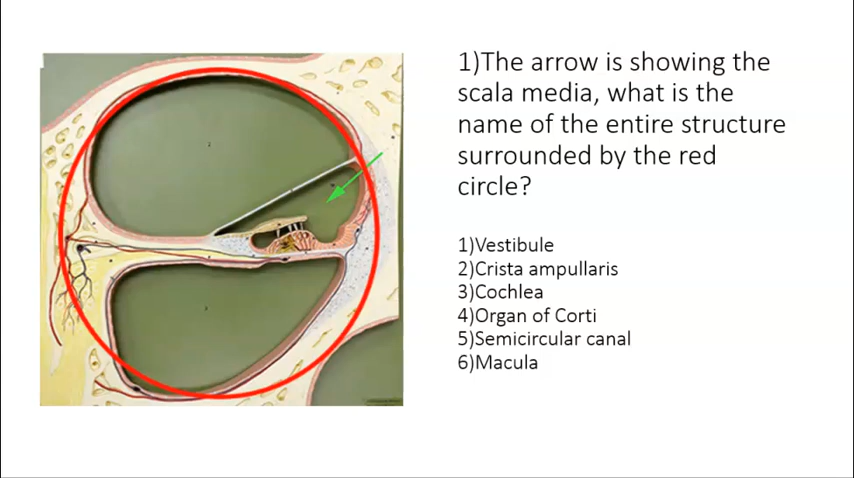 1)The arrow is showing the
scala media, what is the
name of the entire structure
surrounded by the red
circle?
1)Vestibule
2)Crista ampullaris
3)Cochlea
4)Organ of Corti
5)Semicircular canal
6)Macula